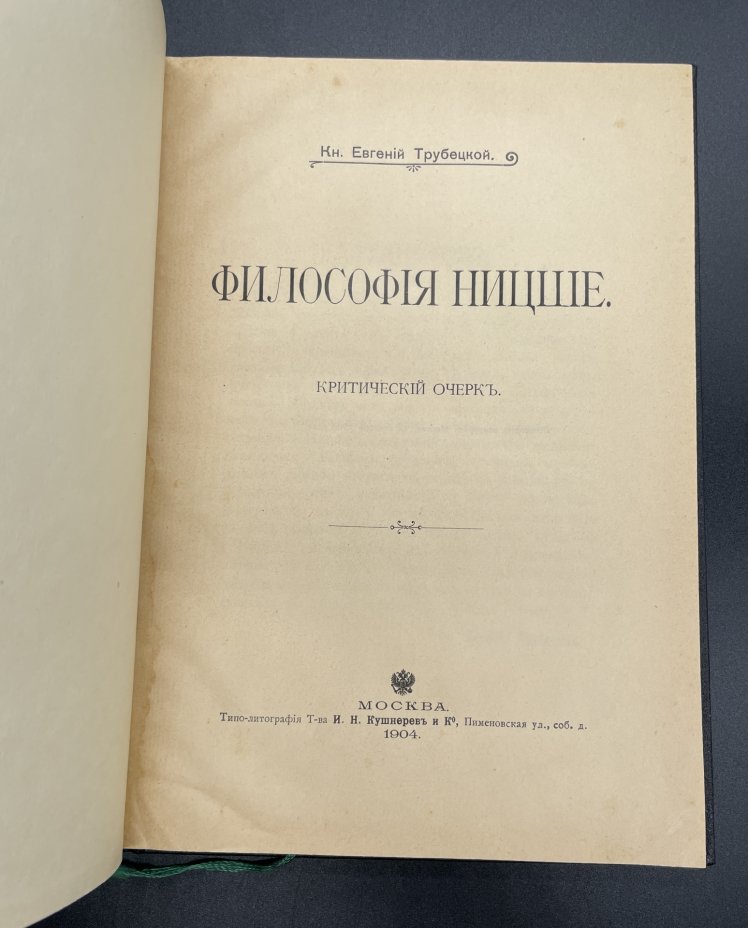 Кн. Евгеній Трубецкой.
ФИЛОСОФІЯ НИЦШЕ.
КРИТИЧЕСКІЙ ОЧЕРКЪ.
МОСКВА.
Типо-литографія Т-ва И. Н. Кушнеревъ и Ко, Пименовская ул., соб. д.
1904.